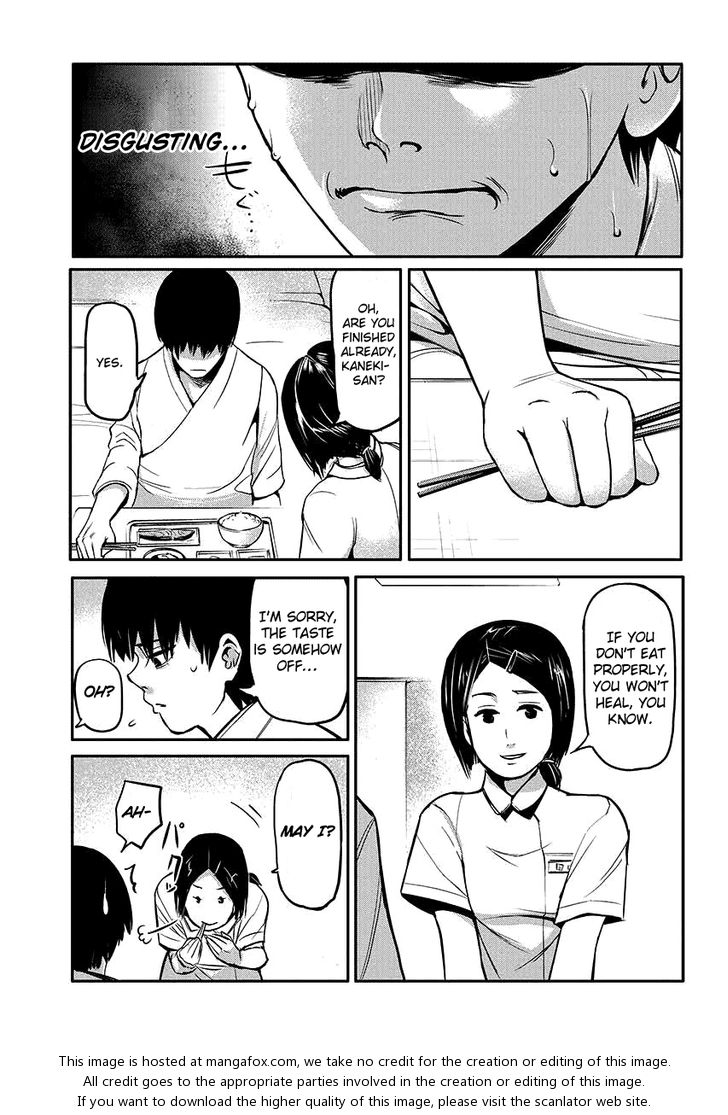 DISGUSTING...
OH,
ARE YOU
FINISHED
ALREADY,
KANEKI-
SAN?
YES.
IF YOU
DON'T EAT
PROPERLY,
YOU WON'T
HEAL, YOU
KNOW.
I'M SORRY,
THE TASTE
IS SOMEHOW
OFF...
OH?
MAY I?
パ
AH-
This image is hosted at mangafox.com, we take no credit for the creation or editing of this image.
All credit goes to the appropriate parties involved in the creation or editing of this image.
If you want to download the higher quality of this image, please visit the scanlator web site.